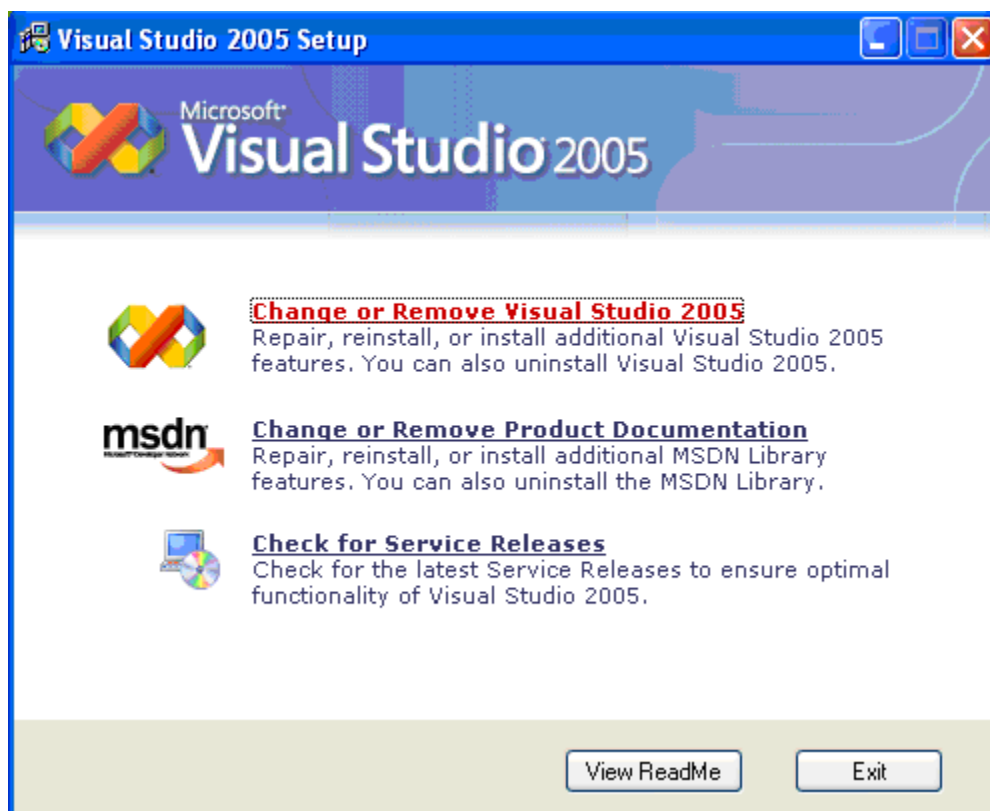 Visual Studio 2005 Setup
Microsoft
Visual Studio 2005
Change or Remove Visual Studio 2005
Repair, reinstall, or install additional Visual Studio 2005
features. You can also uninstall Visual Studio 2005.
msdn
Change or Remove Product Documentation
Repair, reinstall, or install additional MSDN Library
features. You can also uninstall the MSDN Library.
Check for Service Releases
Check for the latest Service Releases to ensure optimal
functionality of Visual Studio 2005.
View ReadMe
Exit